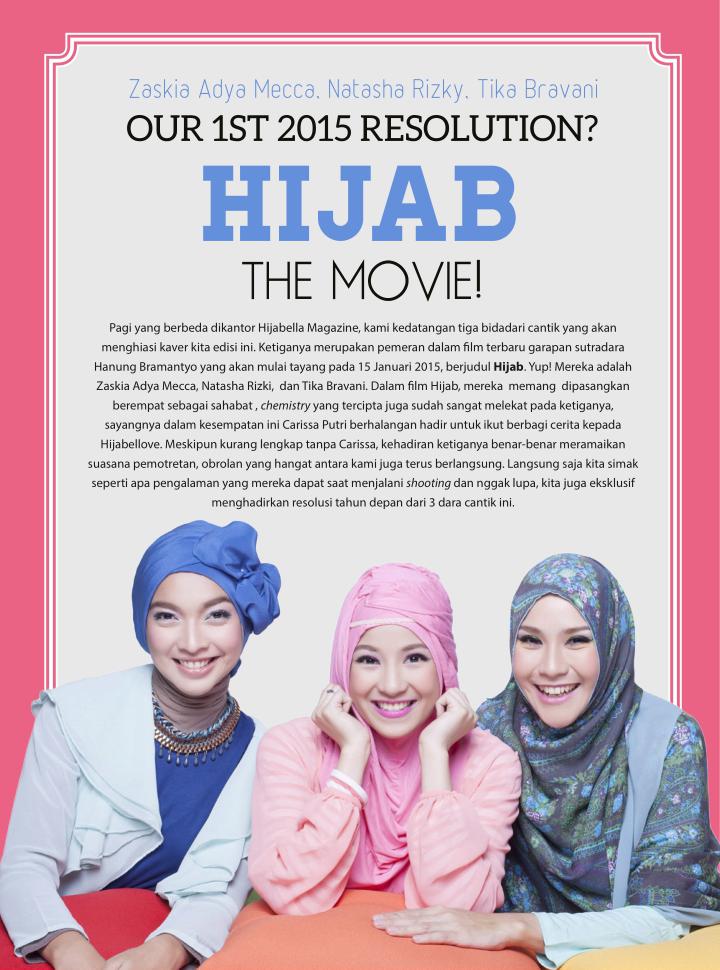 Zaskia Adya Mecca, Natasha Rizky, Tika Bravani
OUR 1ST 2015 RESOLUTION?
HIJAB
THE MOVIE!
Pagi yang berbeda dikantor Hijabella Magazine, kami kedatangan tiga bidadari cantik yang akan
menghiasi kaver kita edisi ini. Ketiganya merupakan pemeran dalam film terbaru garapan sutradara
Hanung Bramantyo yang akan mulai tayang pada 15 Januari 2015, berjudul Hijab. Yup! Mereka adalah
Zaskia Adya Mecca, Natasha Rizki, dan Tika Bravani. Dalam film Hijab, mereka memang dipasangkan
berempat sebagai sahabat , chemistry yang tercipta juga sudah sangat melekat pada ketiganya,
sayangnya dalam kesempatan ini Carissa Putri berhalangan hadir untuk ikut berbagi cerita kepada
Hijabellove. Meskipun kurang lengkap tanpa Carissa, kehadiran ketiganya benar-benar meramaikan
suasana pemotretan, obrolan yang hangat antara kami juga terus berlangsung. Langsung saja kita simak
seperti apa pengalaman yang mereka dapat saat menjalani shooting dan nggak lupa, kita juga eksklusif
menghadirkan resolusi tahun depan dari 3 dara cantik ini.